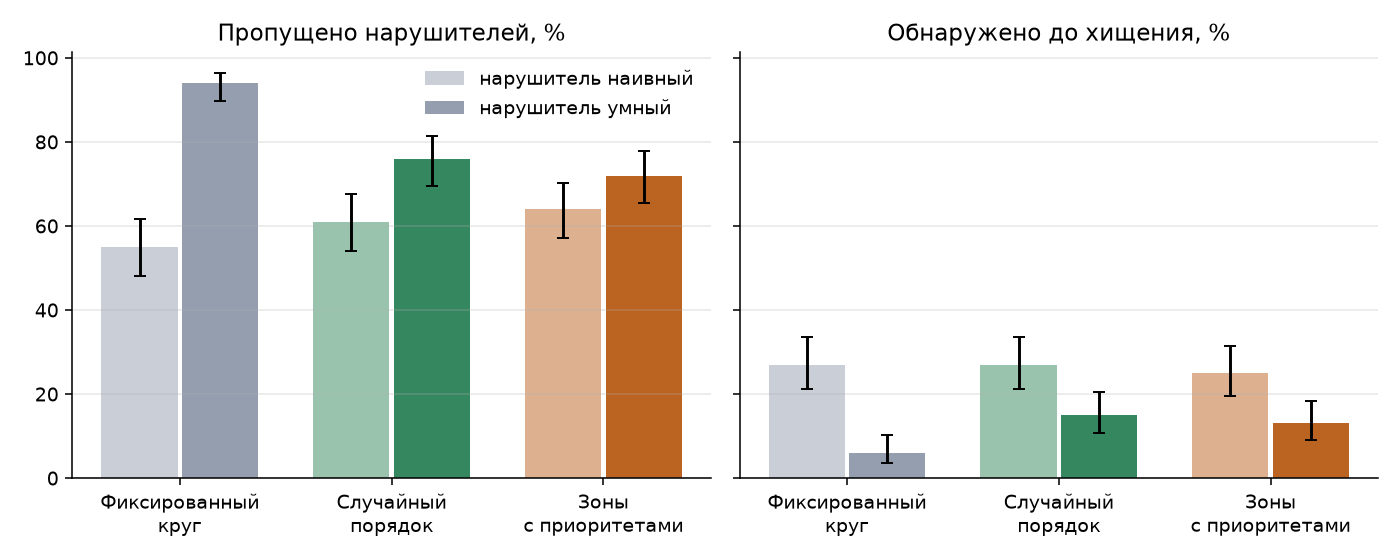 Пропущено нарушителей, %
Обнаружено до хищения, %
100
80
60
40
20
0
нарушитель наивный
нарушитель умный
Фиксированный
круг
Случайный
порядок
Зоны
с приоритетами
Фиксированный
круг
Случайный
порядок
Зоны
с приоритетами